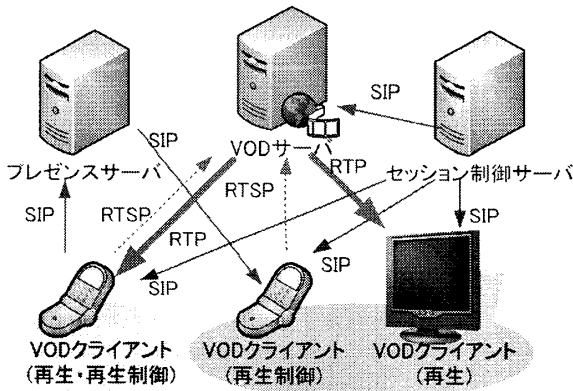 SIP
SIP
VODサーバ
プレゼンスサーバ
RTP
セッション制御サーバ
SIP
RTSP
RTSP
SIP
RTP
SIP
SIP
VODクライアント
(再生・再生制御)
VODクライアント
(再生制御)
VODクライアント
(再生)